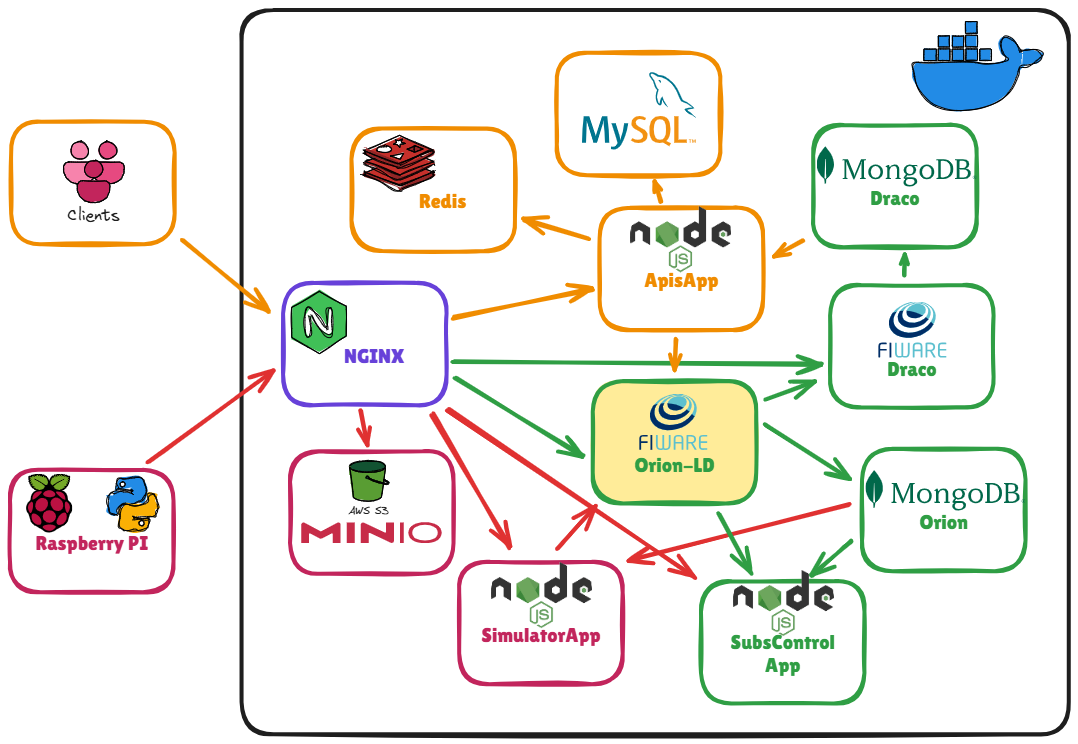 MySQL™
Redis
MongoDB.
Draco
Clients
node
JS
ApisApp
N
NGINX
FIWARE
Draco
FIWARE
Orion-LD
MongoDB.
Orion
Raspberry PI
AWS S3
MINIO
node
JS
SimulatorApp
node
JS
SubsControl
App